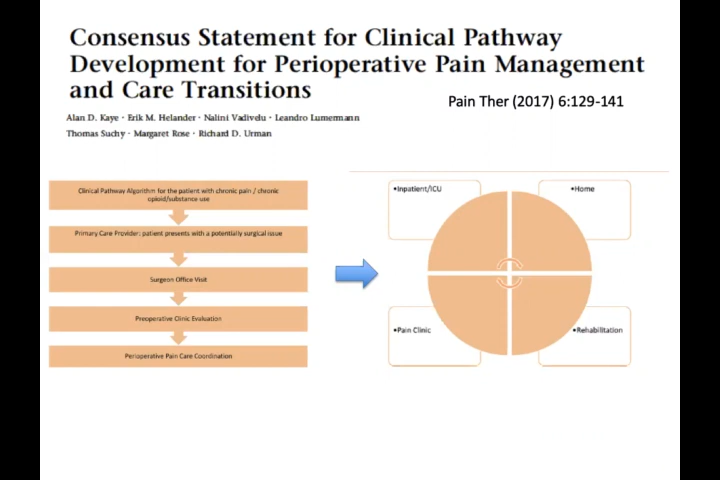 Consensus Statement for Clinical Pathway
Development for Perioperative Pain Management
and Care Transitions
Pain Ther (2017) 6:129-141
Alan D. Kaye · Erik M. Helander · Nalini Vadivelu · Leandro Lumermann
Thomas Suchy · Margaret Rose · Richard D. Urman
Clinical Pathway Algorithm for the patient with chronic pain / chronic
opioid/substance use
Primary Care Provider: patient presents with a potentially surgical issue
Surgeon Office Visit
Preoperative Clinic Evaluation
Perioperative Pain Care Coordination
•Inpatient/ICU
•Home
•Pain Clinic
•Rehabilitation